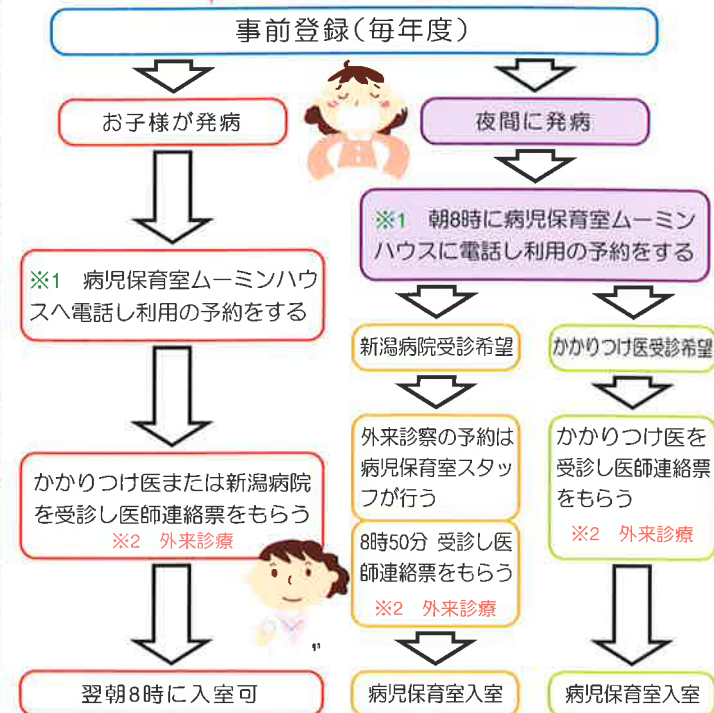 事前登録(毎年度)
お子様が発病
※1 病児保育室ムーミンハウ
スへ電話し利用の予約をする
かかりつけ医または新潟病院
を受診し医師連絡票をもらう
※2 外来診療
翌朝8時に入室可
夜間に発病
※1 朝8時に病児保育室ムーミン
ハウスに電話し利用の予約をする
新潟病院受診希望
外来診察の予約は
病児保育室スタッ
フが行う
8時50分 受診し医
師連絡票をもらう
※2 外来診療
病児保育室入室
かかりつけ医受診希望
かかりつけ医を
受診し医師連絡票
をもらう
※2 外来診療
病児保育室入室